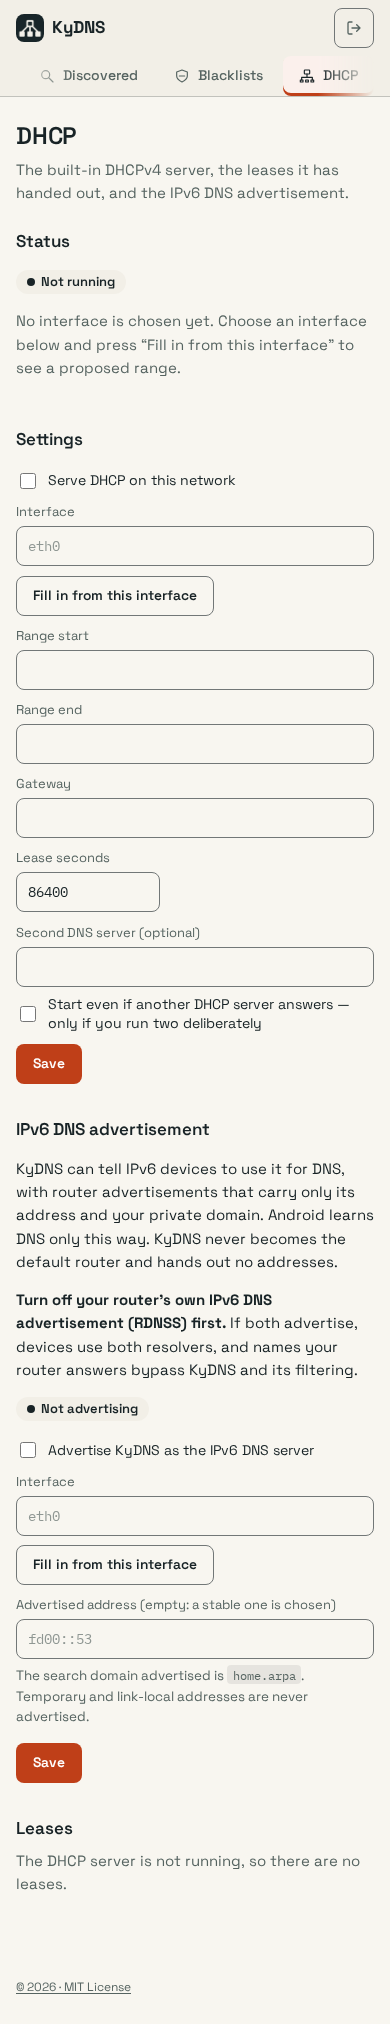 KyDNS
Discovered
Blacklists
DHCP
DHCP
The built-in DHCPv4 server, the leases it has
handed out, and the IPv6 DNS advertisement.
Status
Not running
No interface is chosen yet. Choose an interface
below and press “Fill in from this interface” to
see a proposed range.
Settings
Serve DHCP on this network
Interface
eth0
Fill in from this interface
Range start
Range end
Gateway
Lease seconds
86400
Second DNS server (optional)
Start even if another DHCP server answers —
only if you run two deliberately
Save
IPv6 DNS advertisement
KyDNS can tell IPv6 devices to use it for DNS,
with router advertisements that carry only its
address and your private domain. Android learns
DNS only this way. KyDNS never becomes the
default router and hands out no addresses.
Turn off your router’s own IPv6 DNS
advertisement (RDNSS) first. If both advertise,
devices use both resolvers, and names your
router answers bypass KyDNS and its filtering.
Not advertising
Advertise KyDNS as the IPv6 DNS server
Interface
eth0
Fill in from this interface
Advertised address (empty: a stable one is chosen)
fd00::53
The search domain advertised is home.arpa.
Temporary and link-local addresses are never
advertised.
Save
Leases
The DHCP server is not running, so there are no
leases.
© 2026 · MIT License